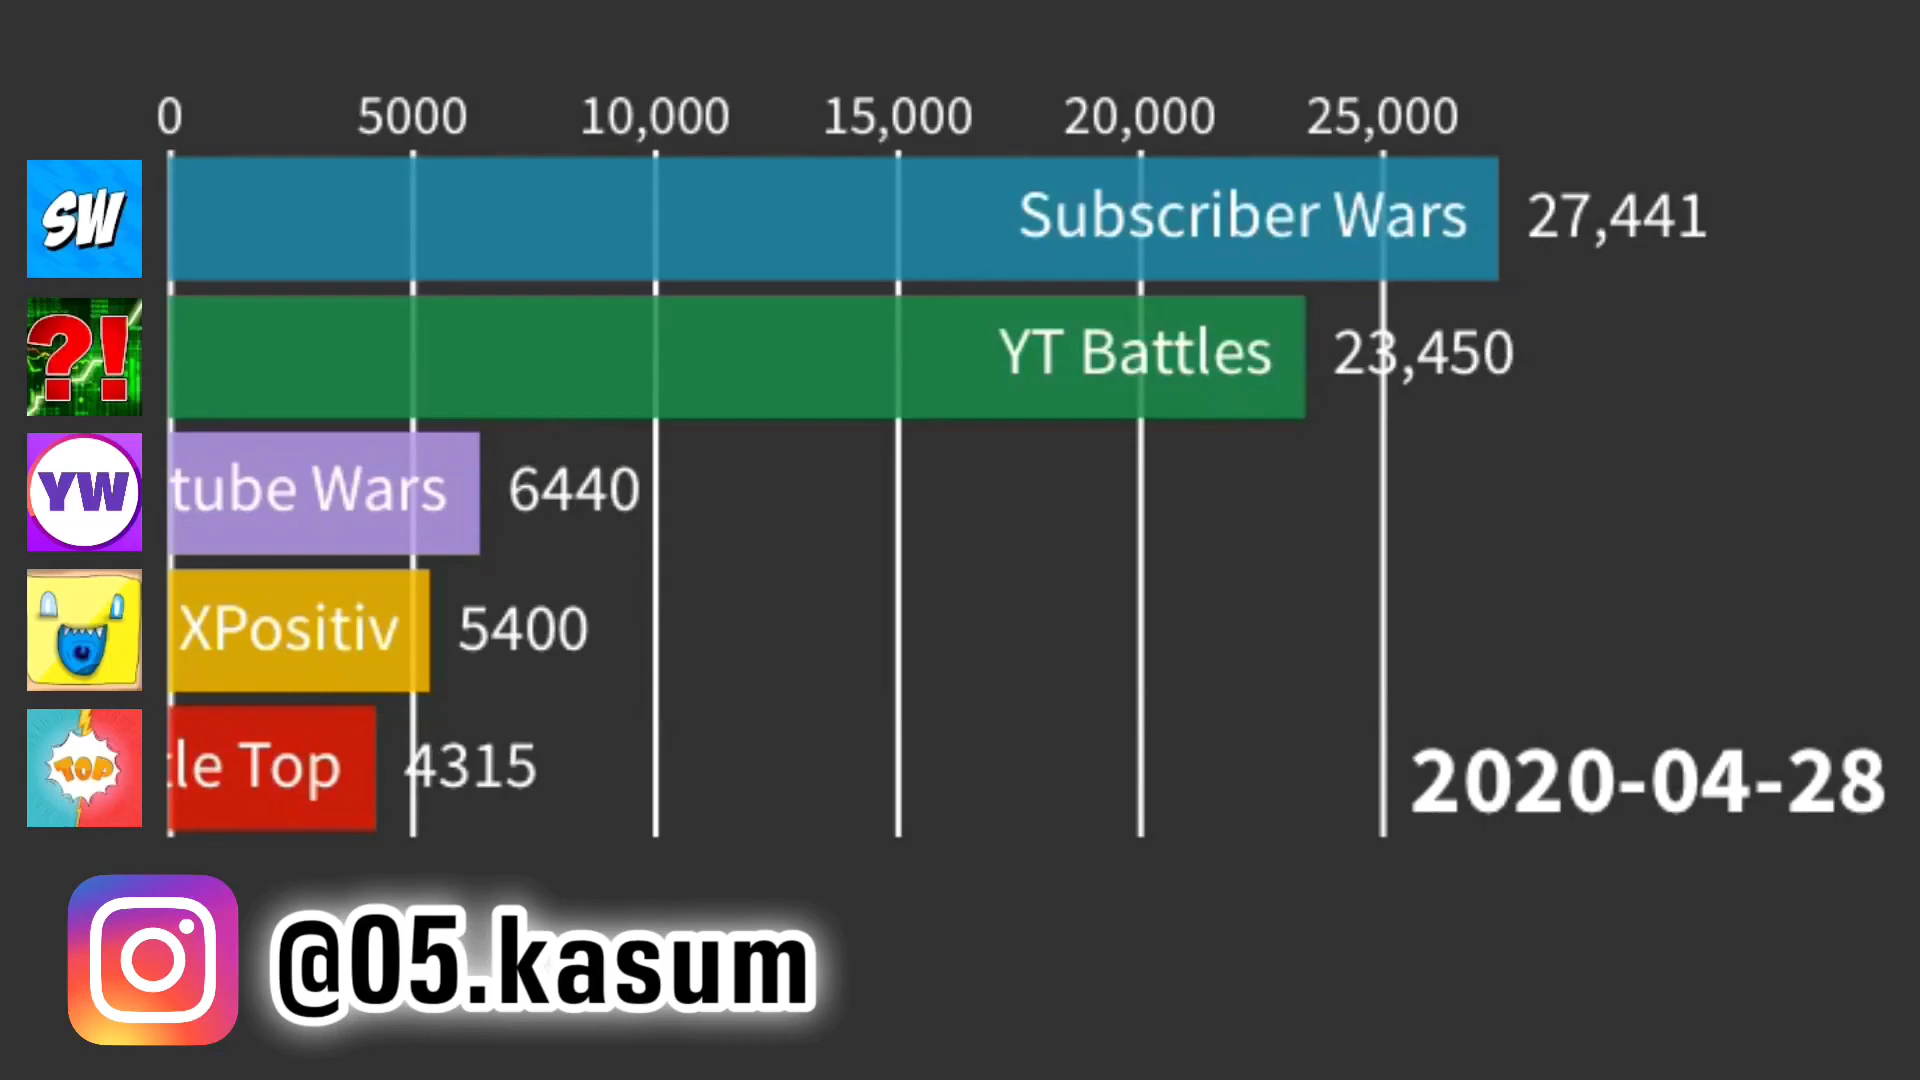 0 5000 10,000 15,000 20,000 25,000
SW Subscriber Wars 27,441
?! YT Battles 23,450
YW tube Wars 6440
XPositiv 5400
TOP le Top 4315
2020-04-28
@05.kasum